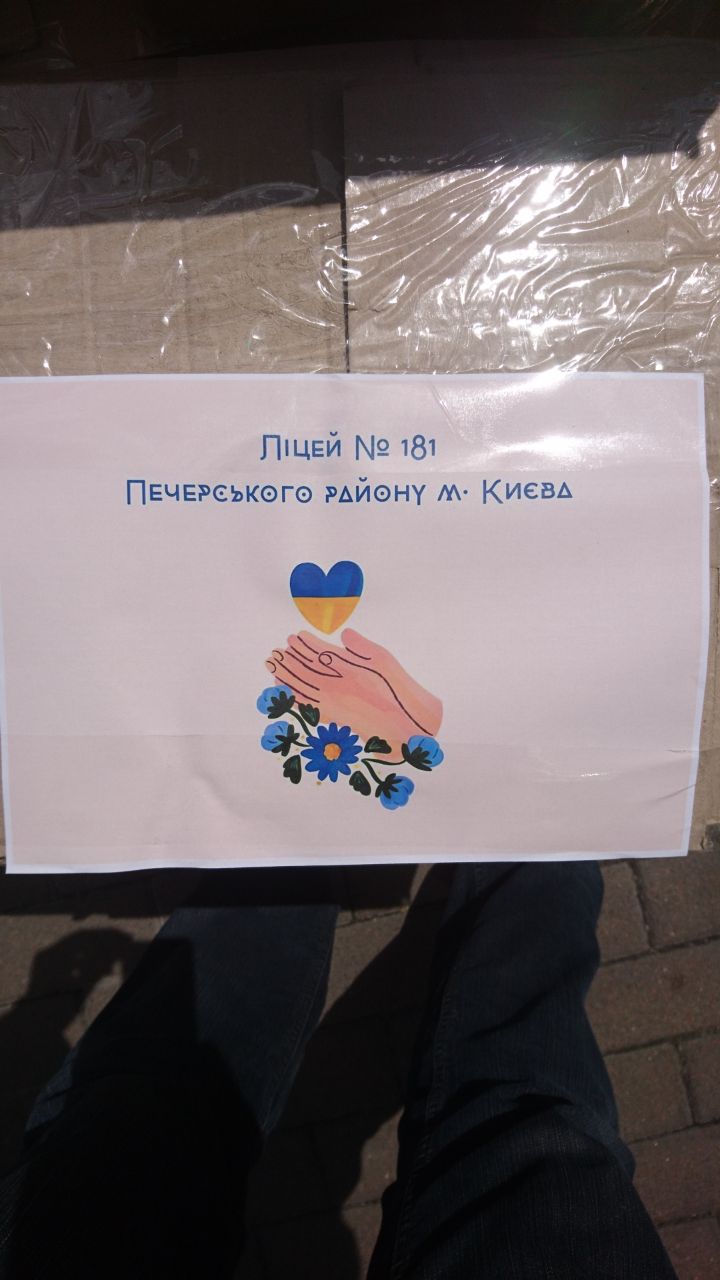 Ліцей № 181
Печерського району м. Києва